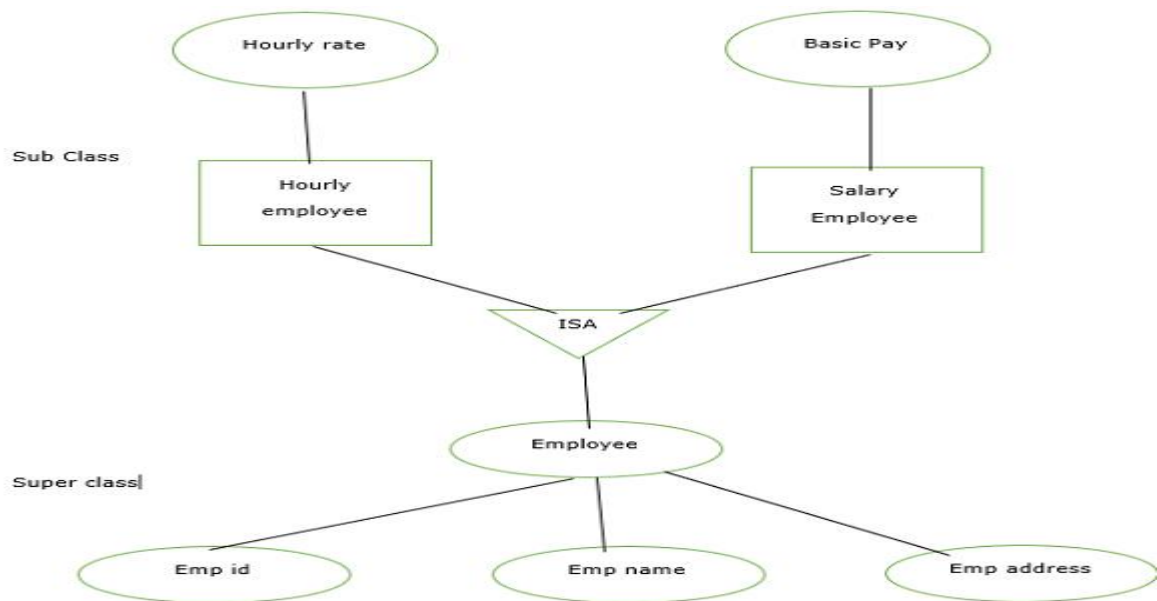 Hourly rate
Basic Pay
Sub Class
Hourly
employee
Salary
Employee
ISA
Employee
Super class
Emp id
Emp name
Emp address